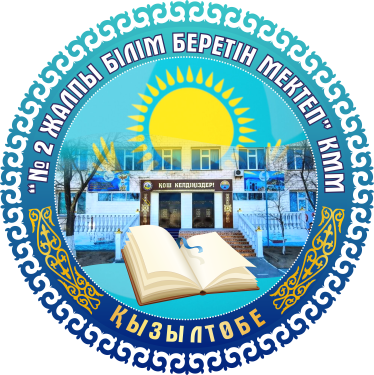 "№ 2 ЖАЛПЫ БІЛІМ БЕРЕТІН МЕКТЕП" КММ
ҚОШ КЕЛДІҢІЗДЕР!
ҚЫЗЫЛТӨБЕ